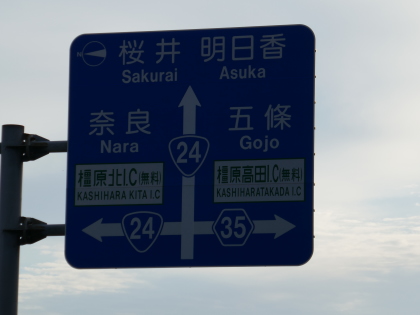 桜井 明日香
Sakurai Asuka
奈良 五條
Nara Gojo
24
橿原北I.C(無料) 橿原高田I.C(無料)
KASHIHARA KITA I.C KASHIHARATAKADA I.C
24 35